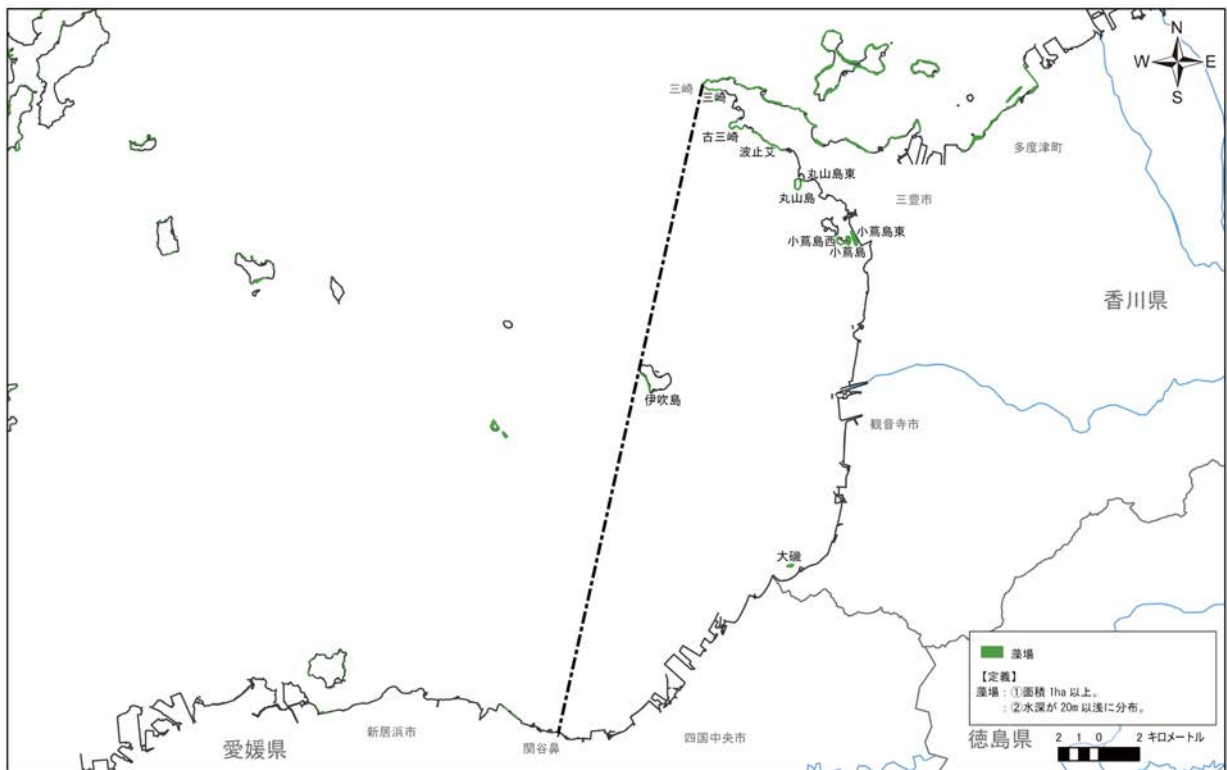 N
W E
S
三崎
三崎
古三崎
波止艾
多度津町
丸山島東
丸山島
三豊市
小蔦島東
小蔦島西
小蔦島
香川県
伊吹島
観音寺市
大磯
藻場
【定義】
藻場:①面積 1ha 以上。
:②水深が 20m 以浅に分布。
新居浜市
愛媛県
関谷鼻
四国中央市
徳島県
2 1 0 2 キロメートル